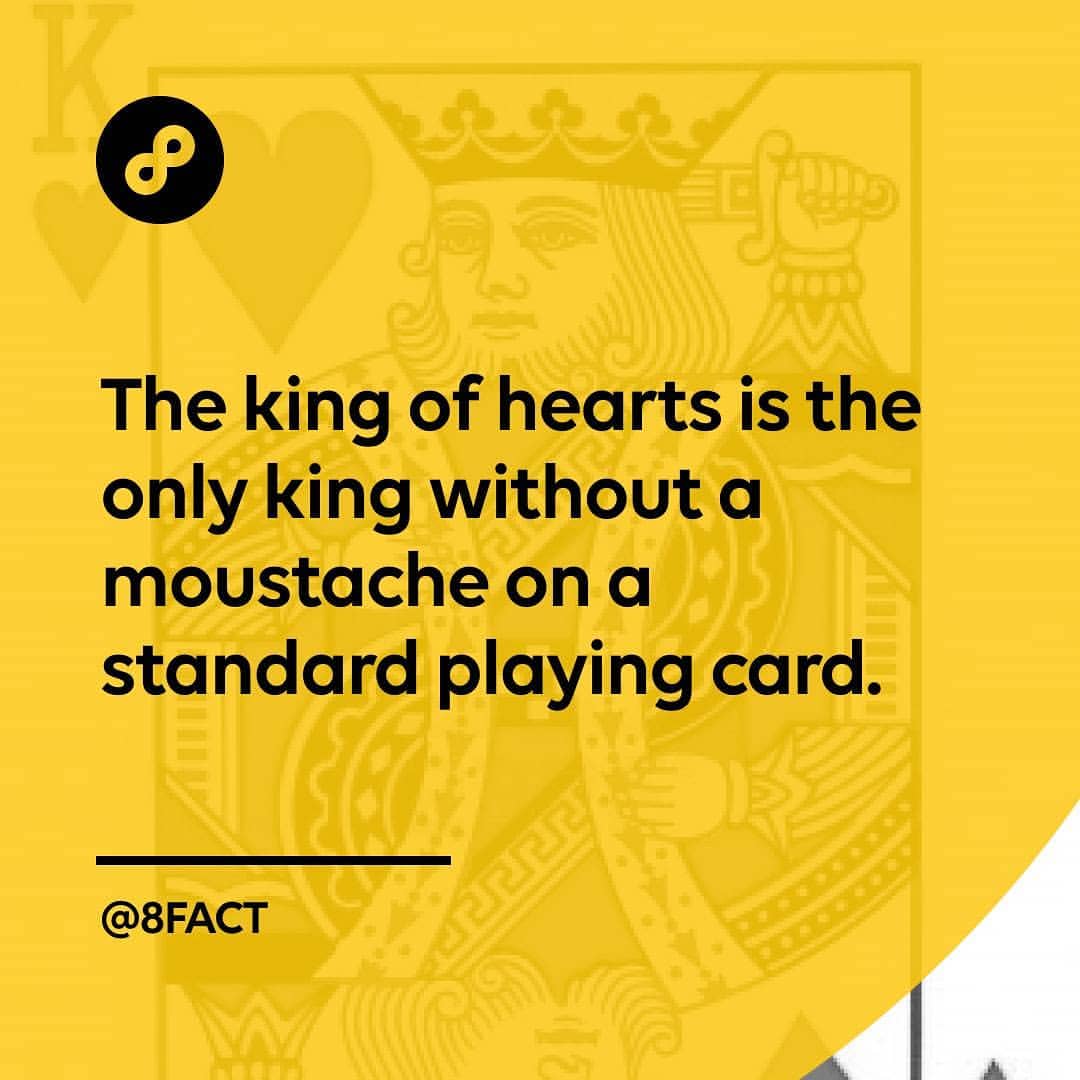 K
The king of hearts is the
only king without a
moustache on a
standard playing card.
@8FACT